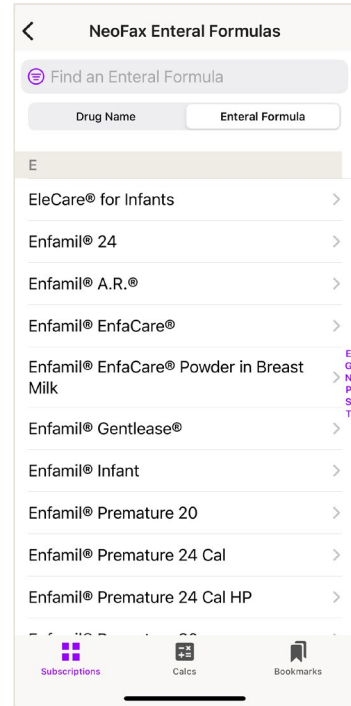 NeoFax Enteral Formulas
Find an Enteral Formula
Drug Name
Enteral Formula
E
EleCare® for Infants
Enfamil® 24
Enfamil® A.R.®
Enfamil® EnfaCare®
Enfamil® EnfaCare® Powder in Breast
Milk
Enfamil® Gentlease®
Enfamil® Infant
Enfamil® Premature 20
Enfamil® Premature 24 Cal
Enfamil® Premature 24 Cal HP
E
G
N
P
S
T
Subscriptions
Calcs
Bookmarks